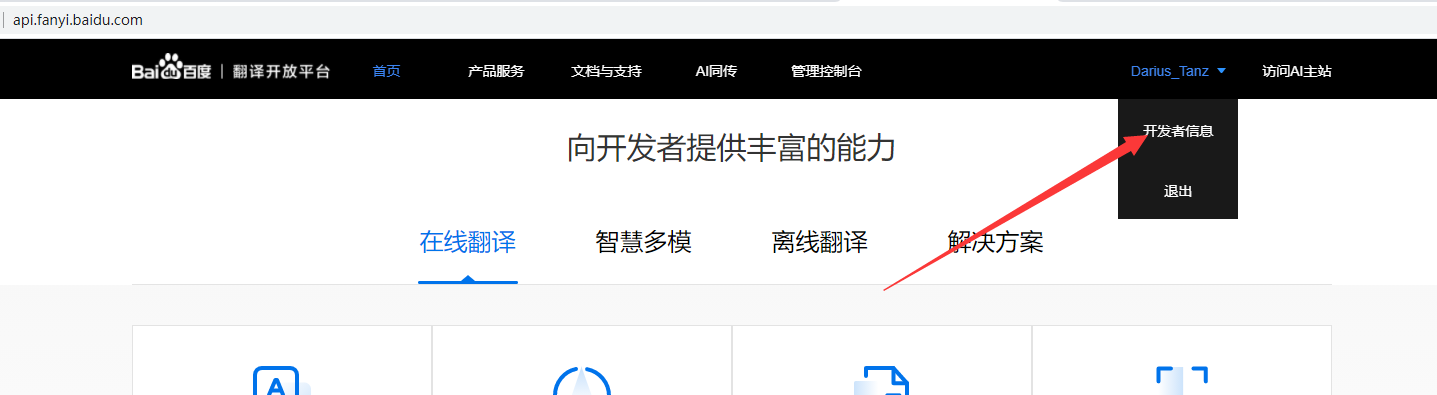 api.fanyi.baidu.com
Bai du 百度 | 翻译开放平台 首页 产品服务 文档与支持 AI同传 管理控制台 Darius_Tanz 访问AI主站
开发者信息
向开发者提供丰富的能力
退出
在线翻译 智慧多模 离线翻译 解决方案
A